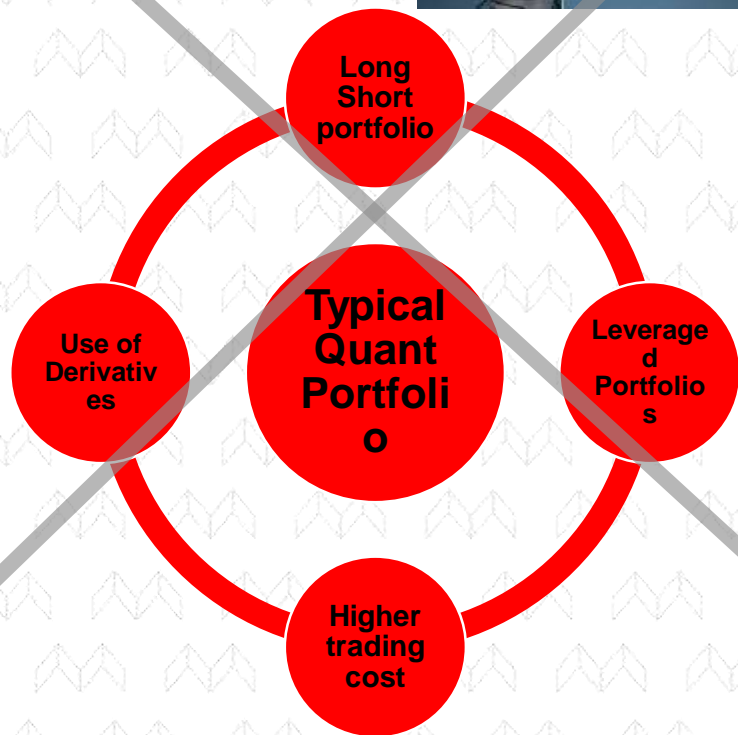 Long
Short
portfolio
Typical
Quant
Portfoli
o
Use of
Derivativ
es
Leverage
d
Portfolio
s
Higher
trading
cost